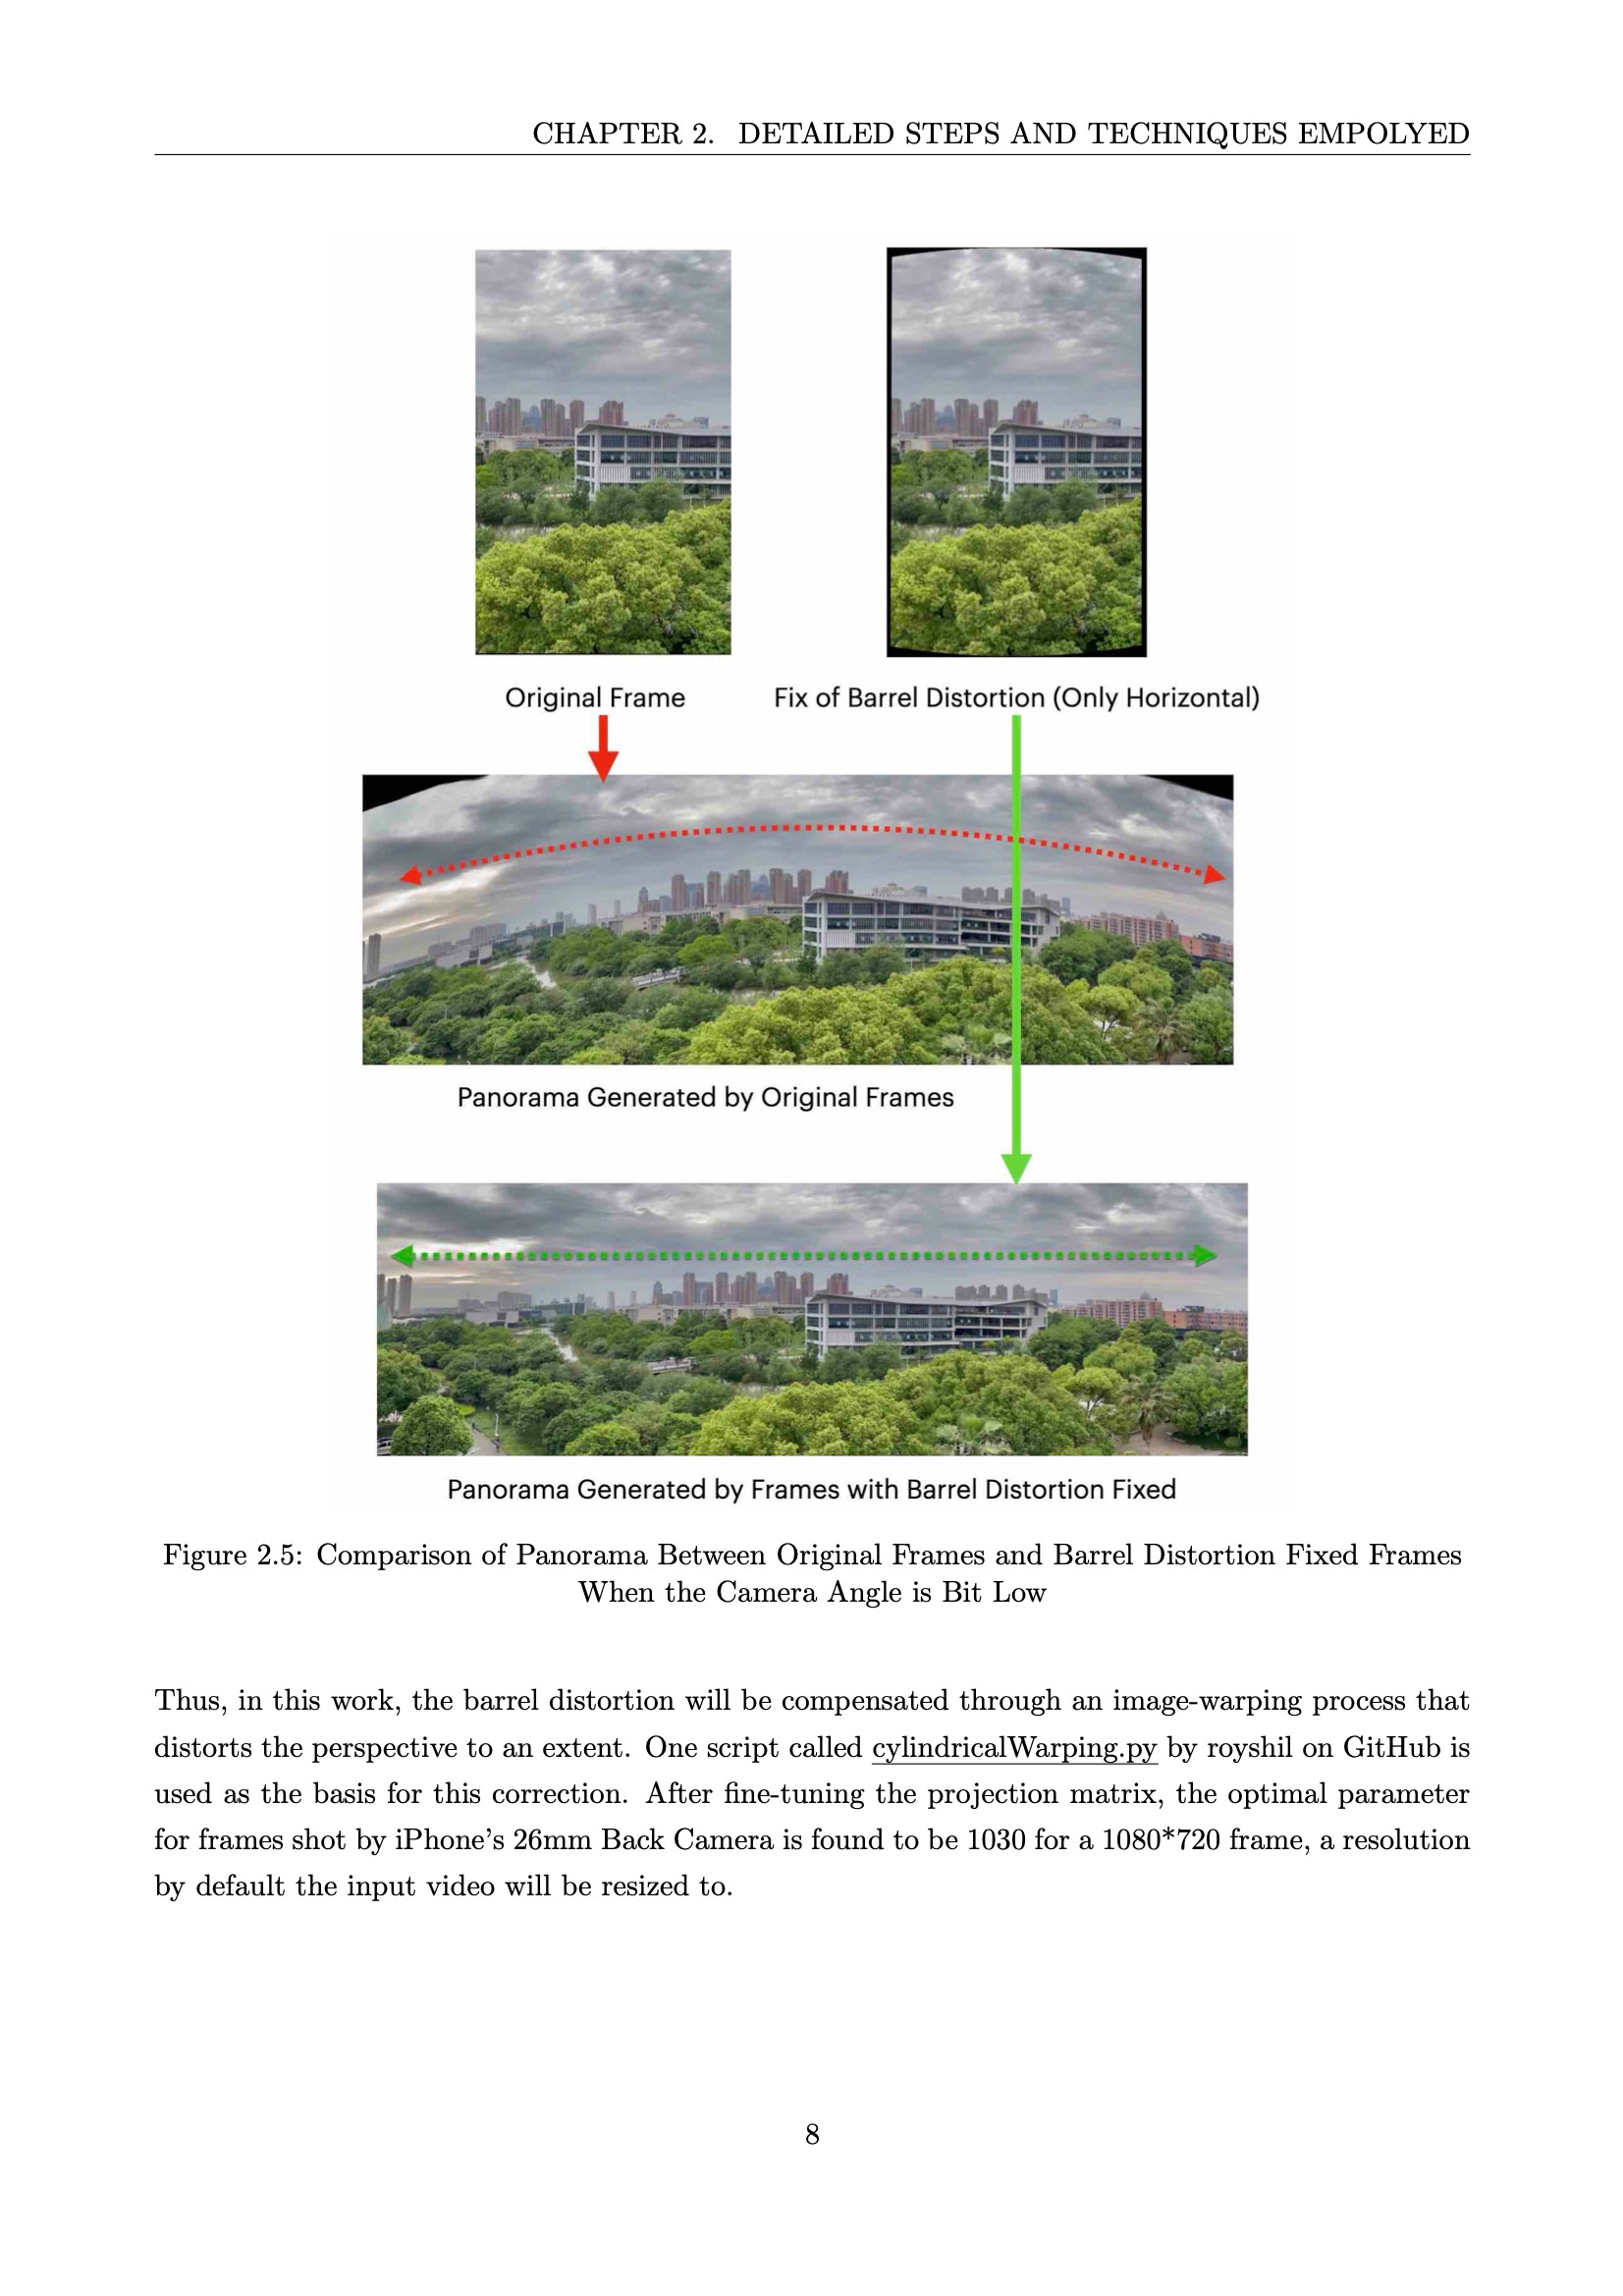 CHAPTER 2. DETAILED STEPS AND TECHNIQUES EMPOLYED
Original Frame
Fix of Barrel Distortion (Only Horizontal)
Panorama Generated by Original Frames
Panorama Generated by Frames with Barrel Distortion Fixed
Figure 2.5: Comparison of Panorama Between Original Frames and Barrel Distortion Fixed Frames
When the Camera Angle is Bit Low
Thus, in this work, the barrel distortion will be compensated through an image-warping process that
distorts the perspective to an extent. One script called cylindricalWarping.py by royshil on GitHub is
used as the basis for this correction. After fine-tuning the projection matrix, the optimal parameter
for frames shot by iPhone's 26mm Back Camera is found to be 1030 for a 1080*720 frame, a resolution
by default the input video will be resized to.
8